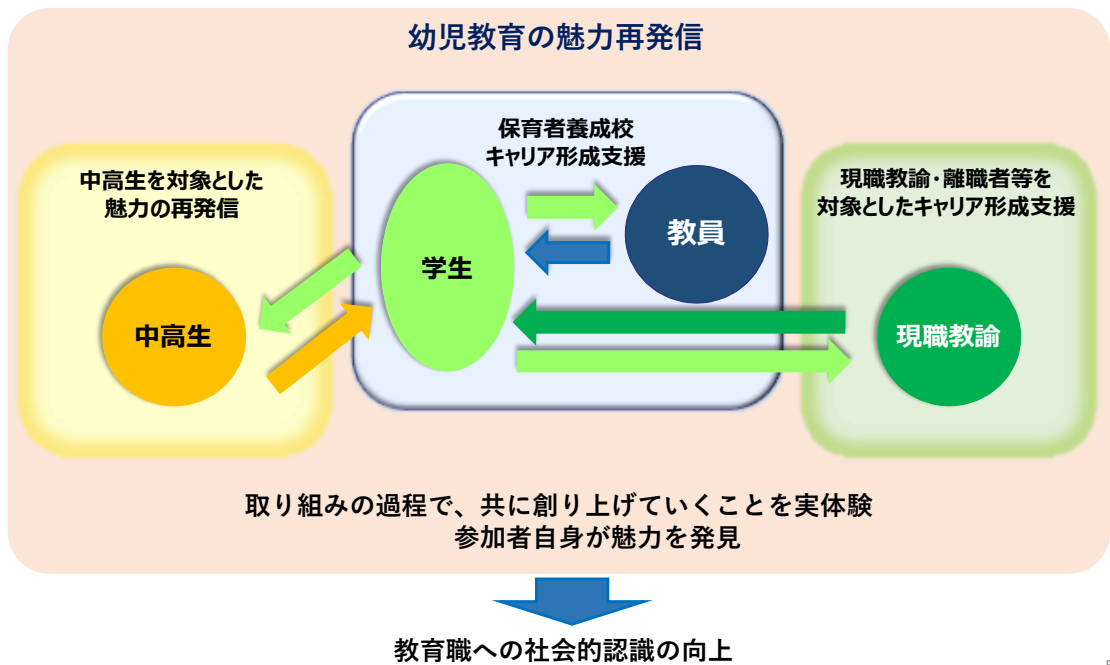 幼児教育の魅力再発信
保育者養成校
キャリア形成支援
中高生を対象とした
魅力の再発信
現職教諭・離職者等を
対象としたキャリア形成支援
教員
学生
中高生
現職教諭
取り組みの過程で、共に創り上げていくことを実体験
参加者自身が魅力を発見
教育職への社会的認識の向上